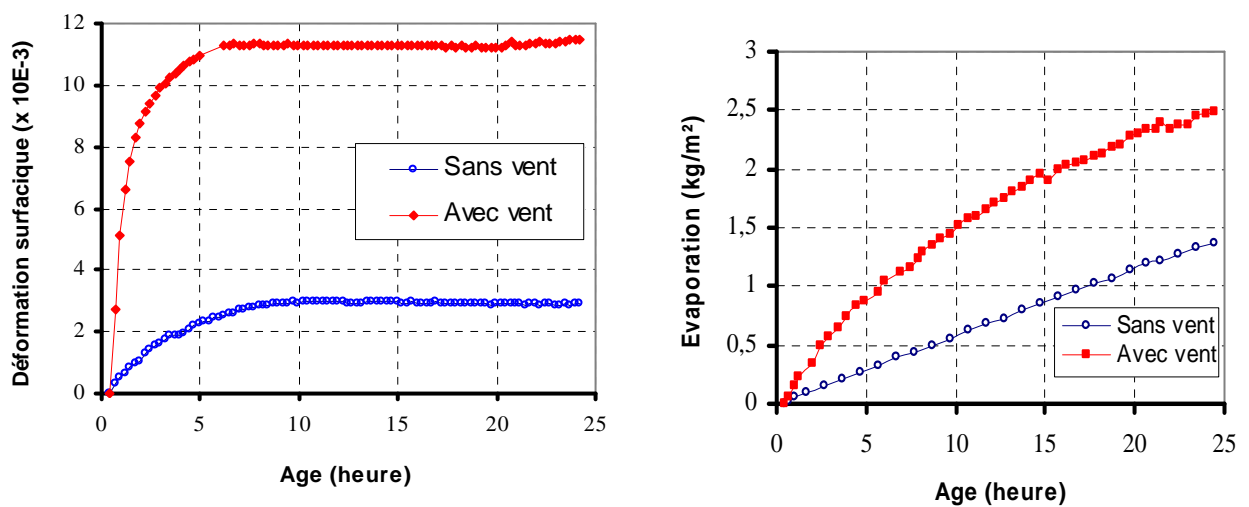 Déformation surfacique (x 10E-3)
12
10
8
6
4
2
0
0 5 10 15 20 25
Age (heure)
Sans vent
Avec vent
Evaporation (kg/m²)
3
2,5
2
1,5
1
0,5
0
0 5 10 15 20 25
Age (heure)
Sans vent
Avec vent